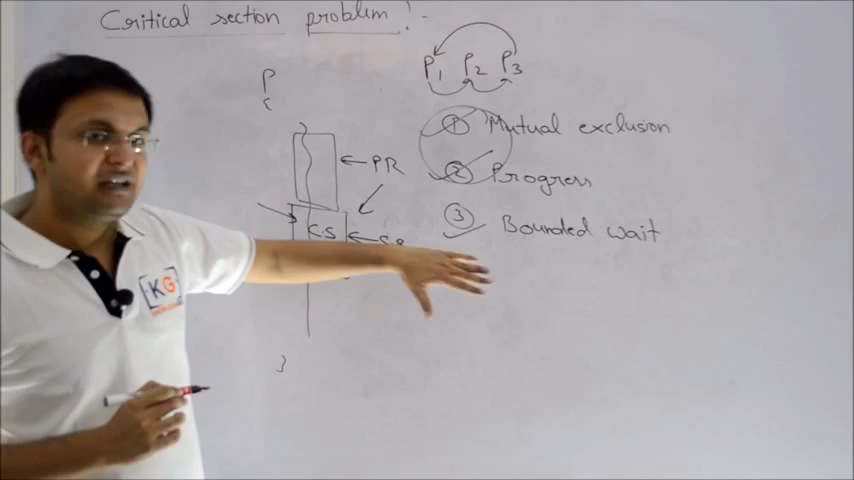 Critical section problem!-
P
{
P1 P2 P3
1 Mutual exclusion
PR
2 Progress
3 Bounded wait
C.S
}
KG